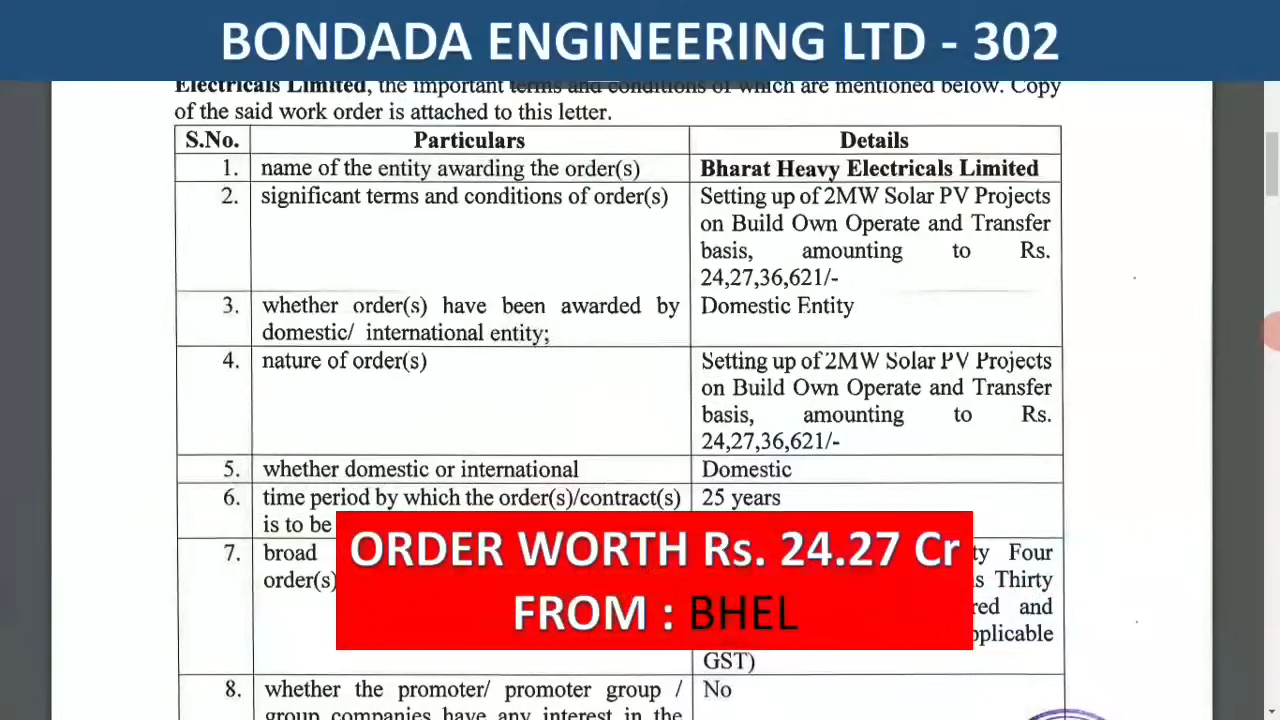 BONDADA ENGINEERING LTD - 302
Electricals Limited, the important terms and conditions of which are mentioned below. Copy
of the said work order is attached to this letter.
S.No. Particulars Details
1. name of the entity awarding the order(s) Bharat Heavy Electricals Limited
2. significant terms and conditions of order(s) Setting up of 2MW Solar PV Projects
on Build Own Operate and Transfer
basis, amounting to Rs.
24,27,36,621/-
3. whether order(s) have been awarded by Domestic Entity
domestic/ international entity;
4. nature of order(s) Setting up of 2MW Solar PV Projects
on Build Own Operate and Transfer
basis, amounting to Rs.
24,27,36,621/-
5. whether domestic or international Domestic
6. time period by which the order(s)/contract(s) 25 years
is to be
7. broad Four
order(s) Thirty
and
GST)
ORDER WORTH Rs. 24.27 Cr
FROM : BHEL
8. whether the promoter/ promoter group / No
group companies have any interest in the